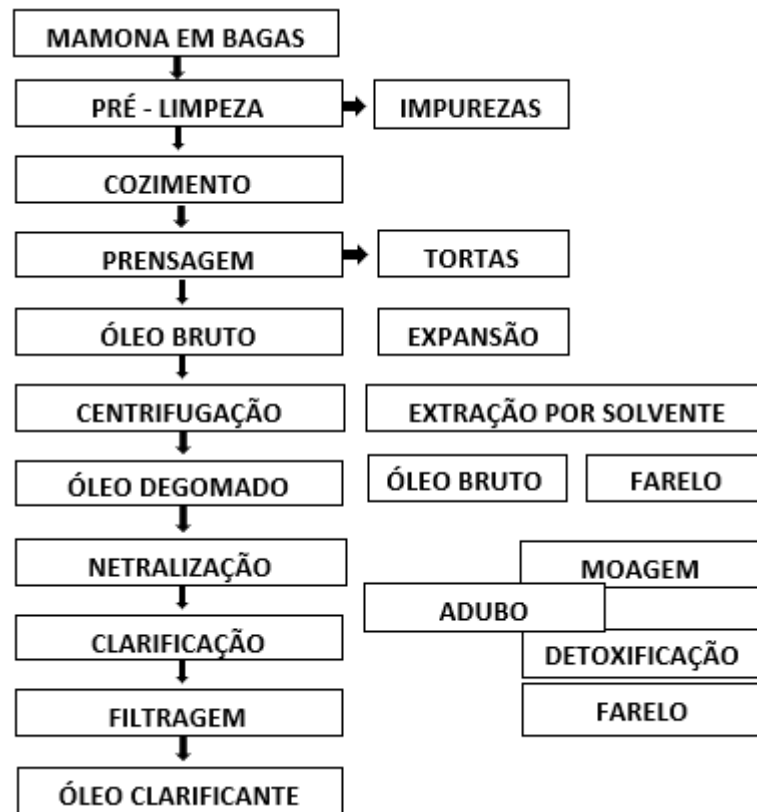 MAMONA EM BAGAS
PRÉ - LIMPEZA
IMPUREZAS
COZIMENTO
PRENSAGEM
TORTAS
ÓLEO BRUTO
EXPANSÃO
CENTRIFUGAÇÃO
EXTRAÇÃO POR SOLVENTE
ÓLEO DEGOMADO
ÓLEO BRUTO
FARELO
NETRALIZAÇÃO
MOAGEM
ADUBO
CLARIFICAÇÃO
DETOXIFICAÇÃO
FILTRAGEM
FARELO
ÓLEO CLARIFICANTE